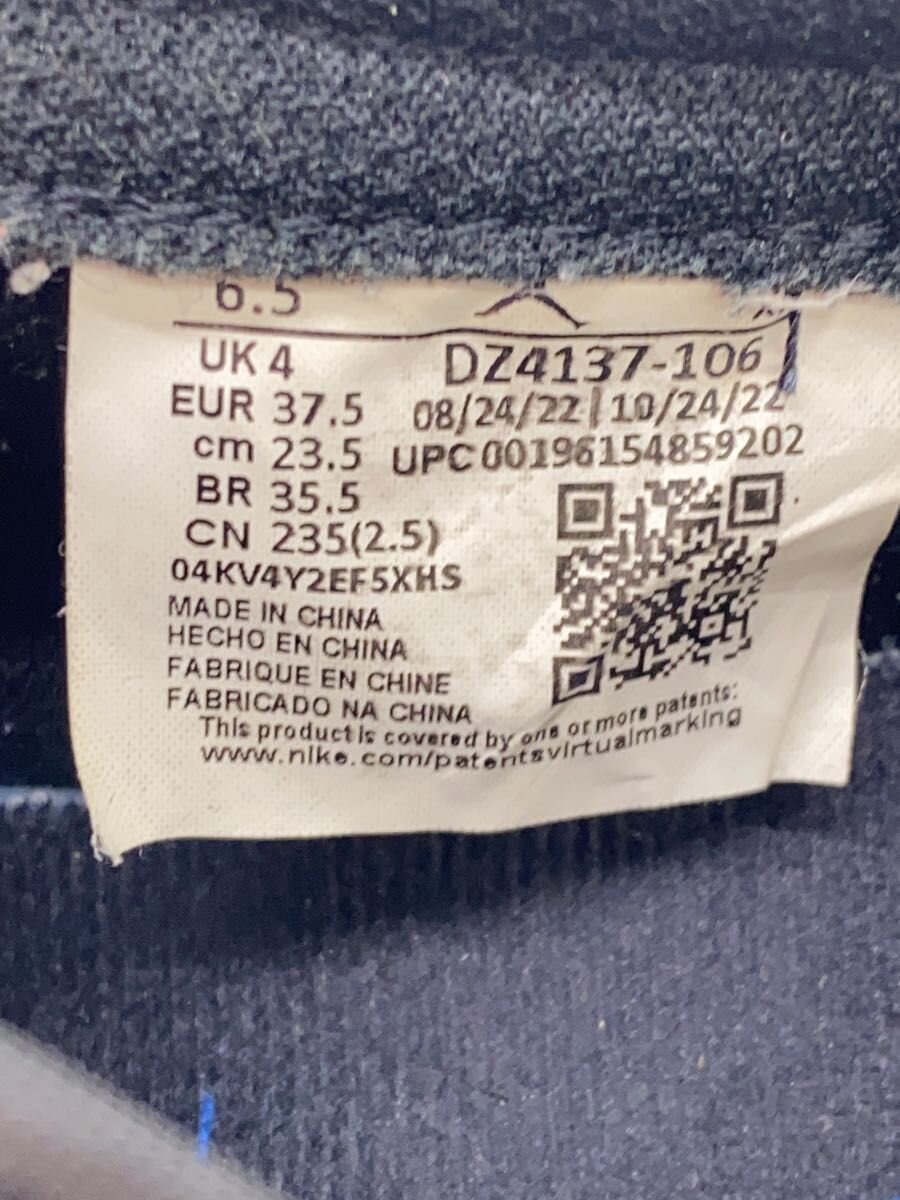 6.5
UK 4 DZ4137-106
EUR 37.5 08/24/22 | 10/24/22
cm 23.5 UPC 00196154859202
BR 35.5
CN 235(2.5)
04KV4Y2EF5XHS
MADE IN CHINA
HECHO EN CHINA
FABRIQUE EN CHINE
FABRICADO NA CHINA
This product is covered by one or more patents:
www.nike.com/patentsvirtualmarking